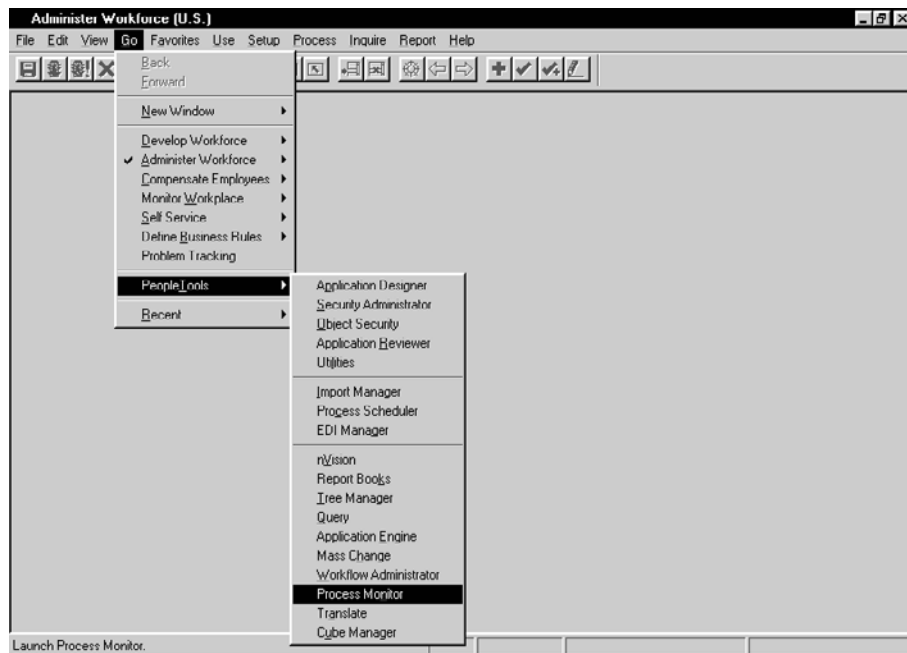 Administer Workforce (U.S.)
File Edit View Go Favorites Use Setup Process Inquire Report Help
Back
Forward
New Window
Develop Workforce
Administer Workforce
Compensate Employees
Monitor Workplace
Self Service
Define Business Rules
Problem Tracking
PeopleTools
Recent
Application Designer
Security Administrator
Object Security
Application Reviewer
Utilities
Import Manager
Process Scheduler
EDI Manager
nVision
Report Books
Tree Manager
Query
Application Engine
Mass Change
Workflow Administrator
Process Monitor
Translate
Cube Manager
Launch Process Monitor.